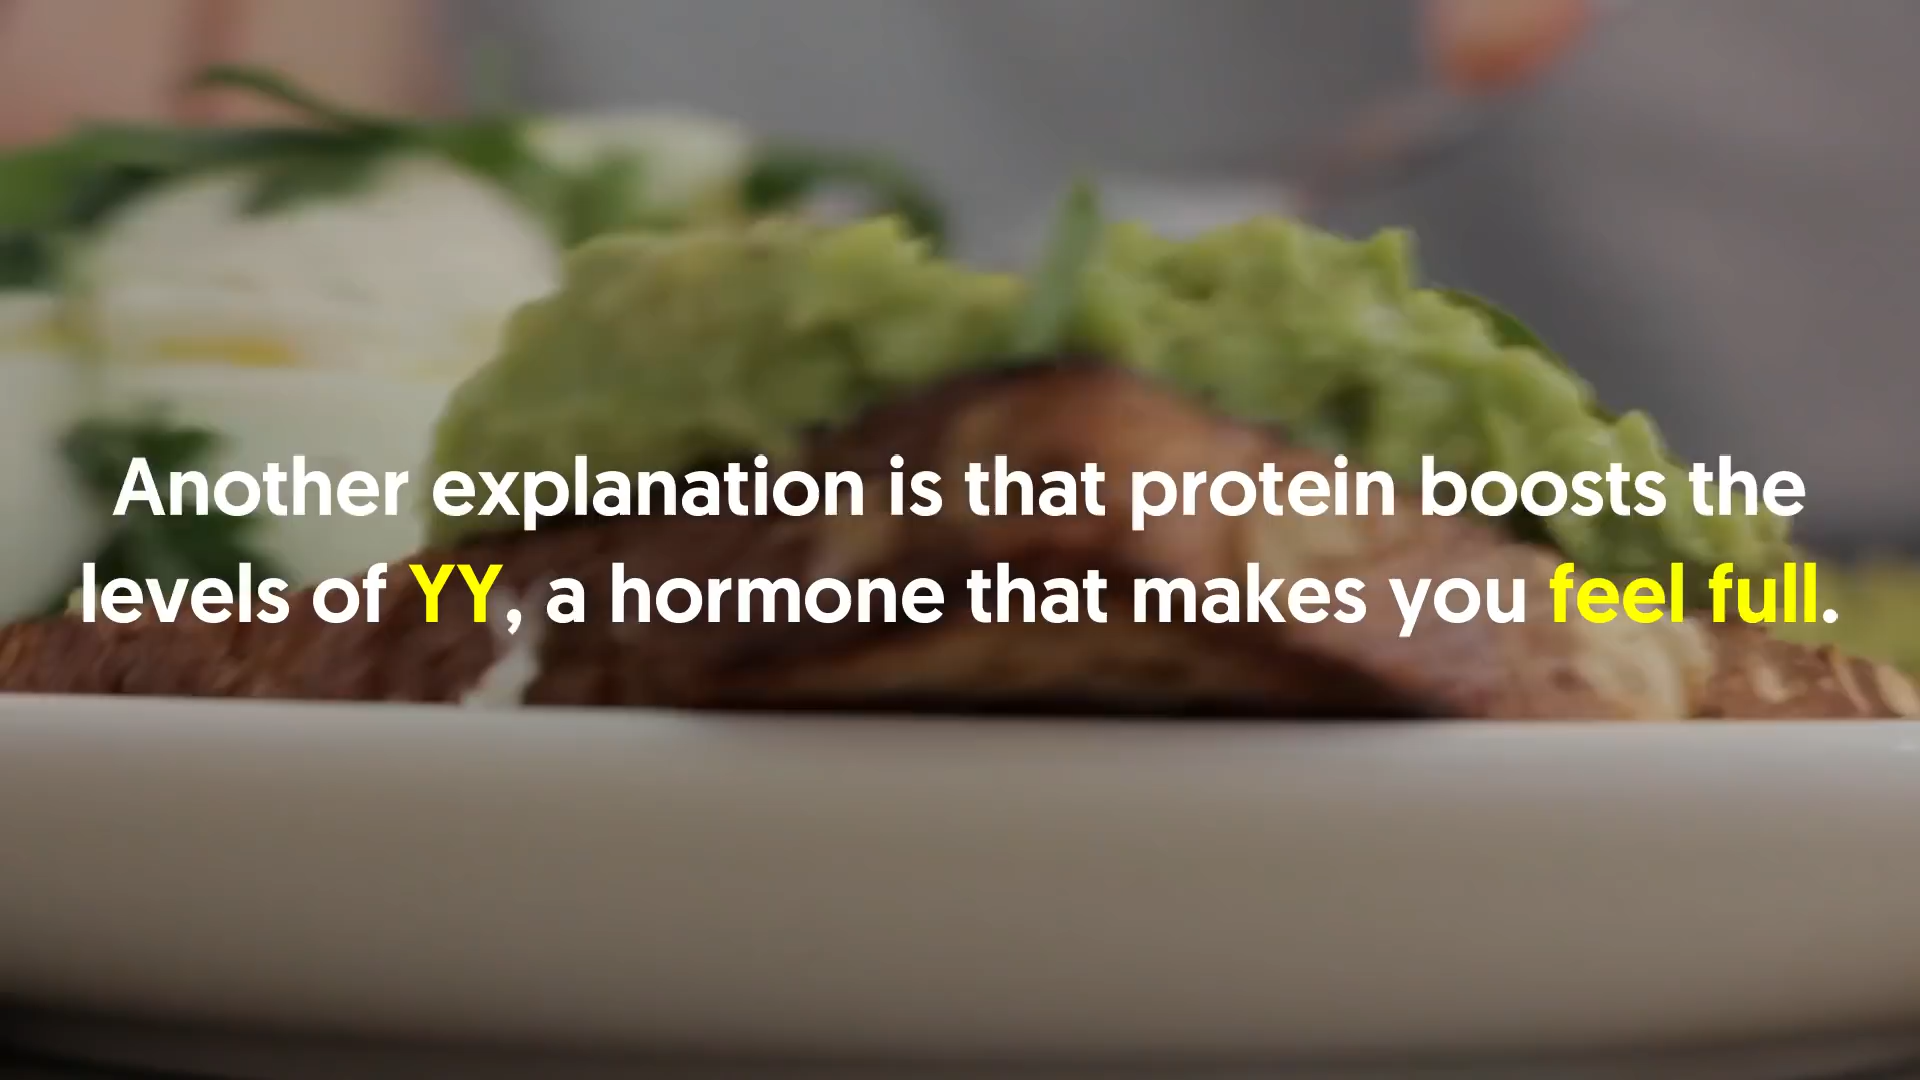 Another explanation is that protein boosts the
levels of YY, a hormone that makes you feel full.